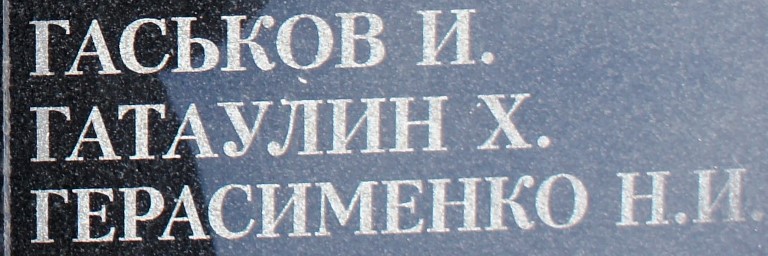 ГАСЬКОВ И.
ГАТАУЛИН Х.
ГЕРАСИМЕНКО Н.И.